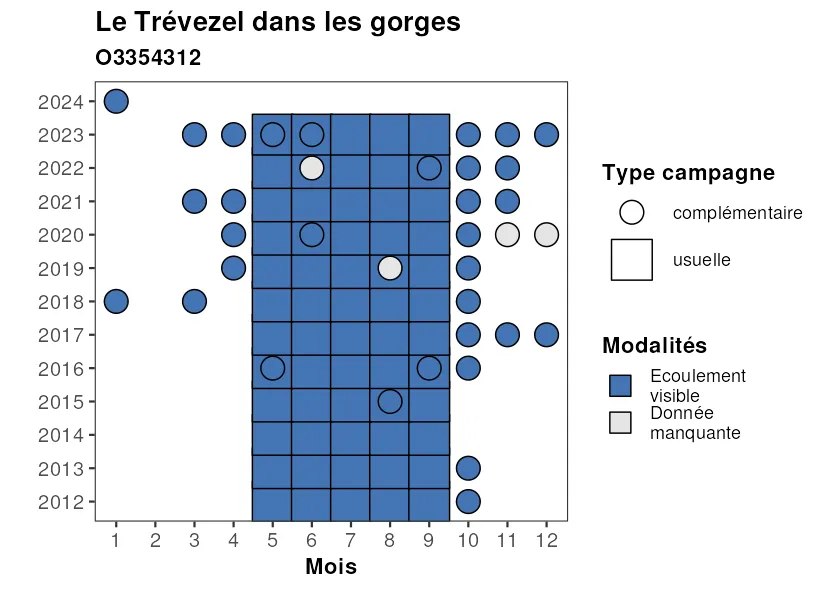 Le Trévezel dans les gorges
O3354312
2024
2023
2022
2021
2020
2019
2018
2017
2016
2015
2014
2013
2012
1 2 3 4 5 6 7 8 9 10 11 12
Mois
Type campagne
complémentaire
usuelle
Modalités
Ecoulement
visible
Donnée
manquante